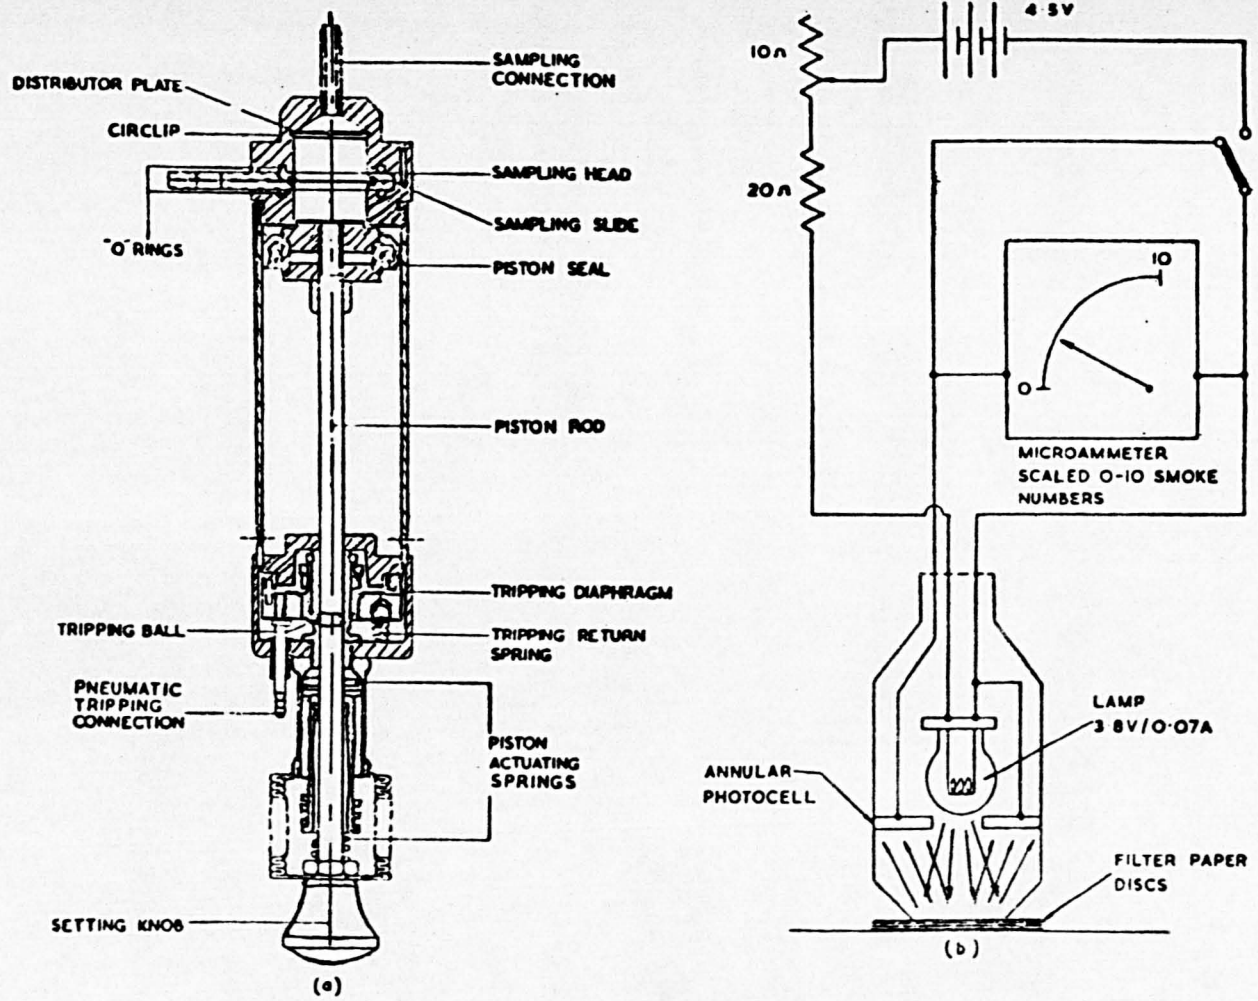 SAMPLING
CONNECTION
DISTRIBUTOR PLATE
CIRCLIP
SAMPLING HEAD
SAMPLING SLIDE
"O" RINGS
PISTON SEAL
PISTON ROD
TRIPPING DIAPHRAGM
TRIPPING BALL
TRIPPING RETURN
SPRING
PNEUMATIC
TRIPPING
CONNECTION
PISTON
ACTUATING
SPRINGS
SETTING KNOB
(a)
4·5V
10Ω
20Ω
10
0
MICROAMMETER
SCALED 0-10 SMOKE
NUMBERS
LAMP
3·8V/0·07A
ANNULAR
PHOTOCELL
FILTER PAPER
DISCS
(b)